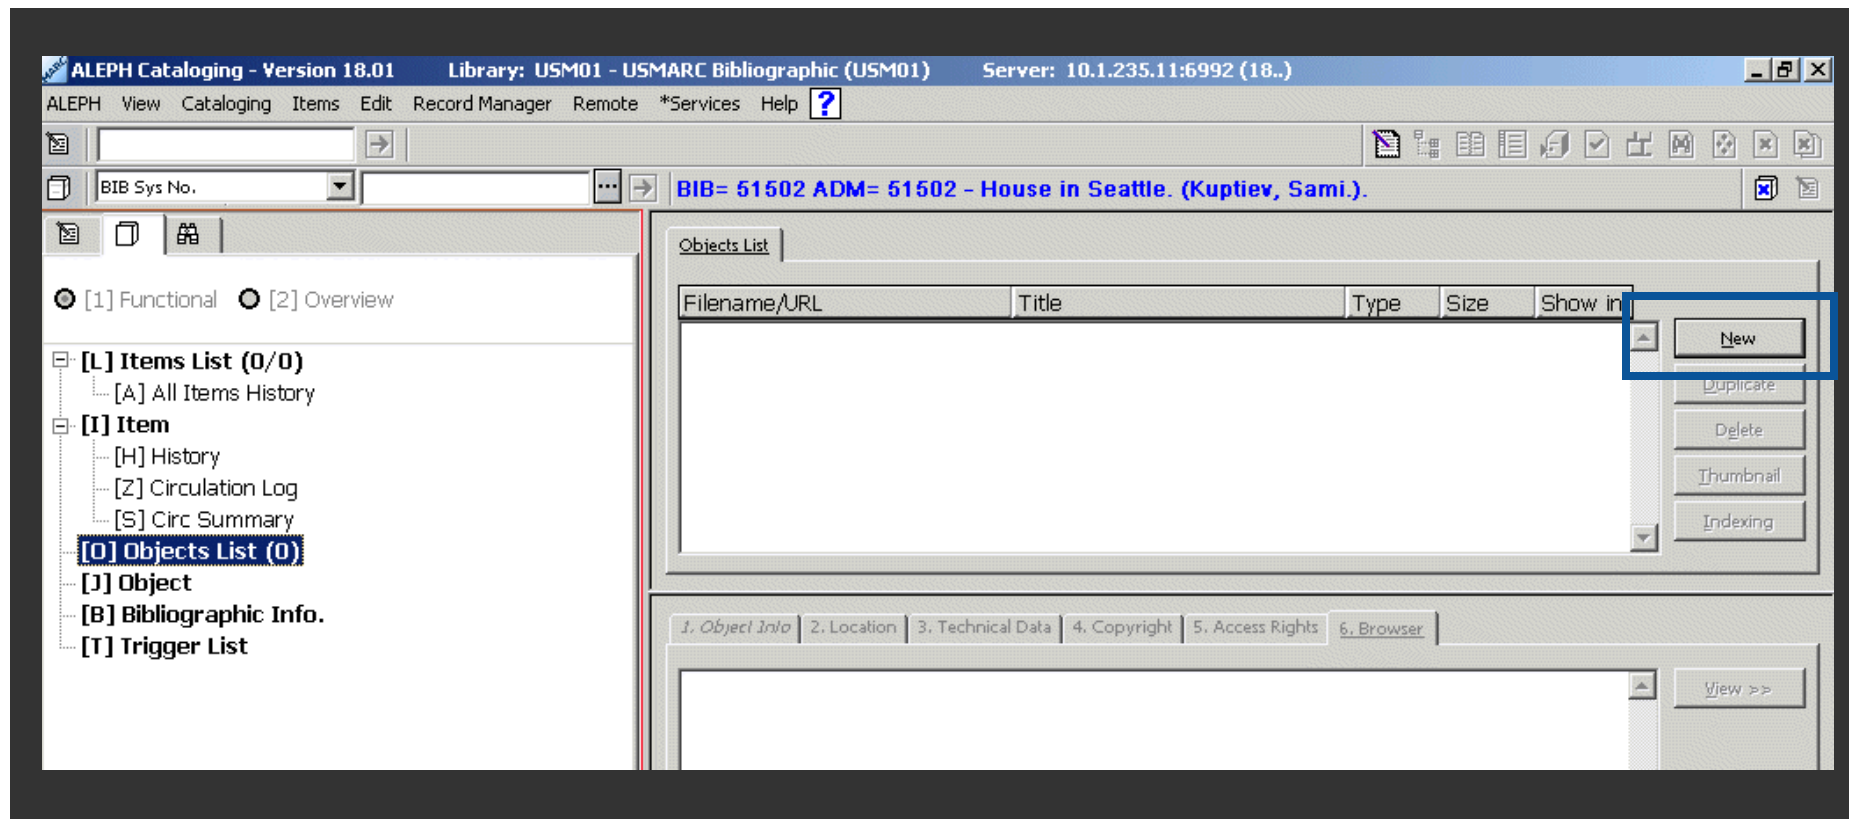 MARC ALEPH Cataloging - Version 18.01 Library: USM01 - USMARC Bibliographic (USM01) Server: 10.1.235.11:6992 (18..)
ALEPH View Cataloging Items Edit Record Manager Remote *Services Help ?
BIB Sys No. ... BIB= 51502 ADM= 51502 - House in Seattle. (Kuptiev, Sami.).
[1] Functional [2] Overview
[L] Items List (0/0)
[A] All Items History
[I] Item
[H] History
[Z] Circulation Log
[S] Circ Summary
[O] Objects List (0)
[J] Object
[B] Bibliographic Info.
[T] Trigger List
Objects List
Filename/URL Title Type Size Show in
New
Duplicate
Delete
Thumbnail
Indexing
1. Object Info 2. Location 3. Technical Data 4. Copyright 5. Access Rights 6. Browser
View >>